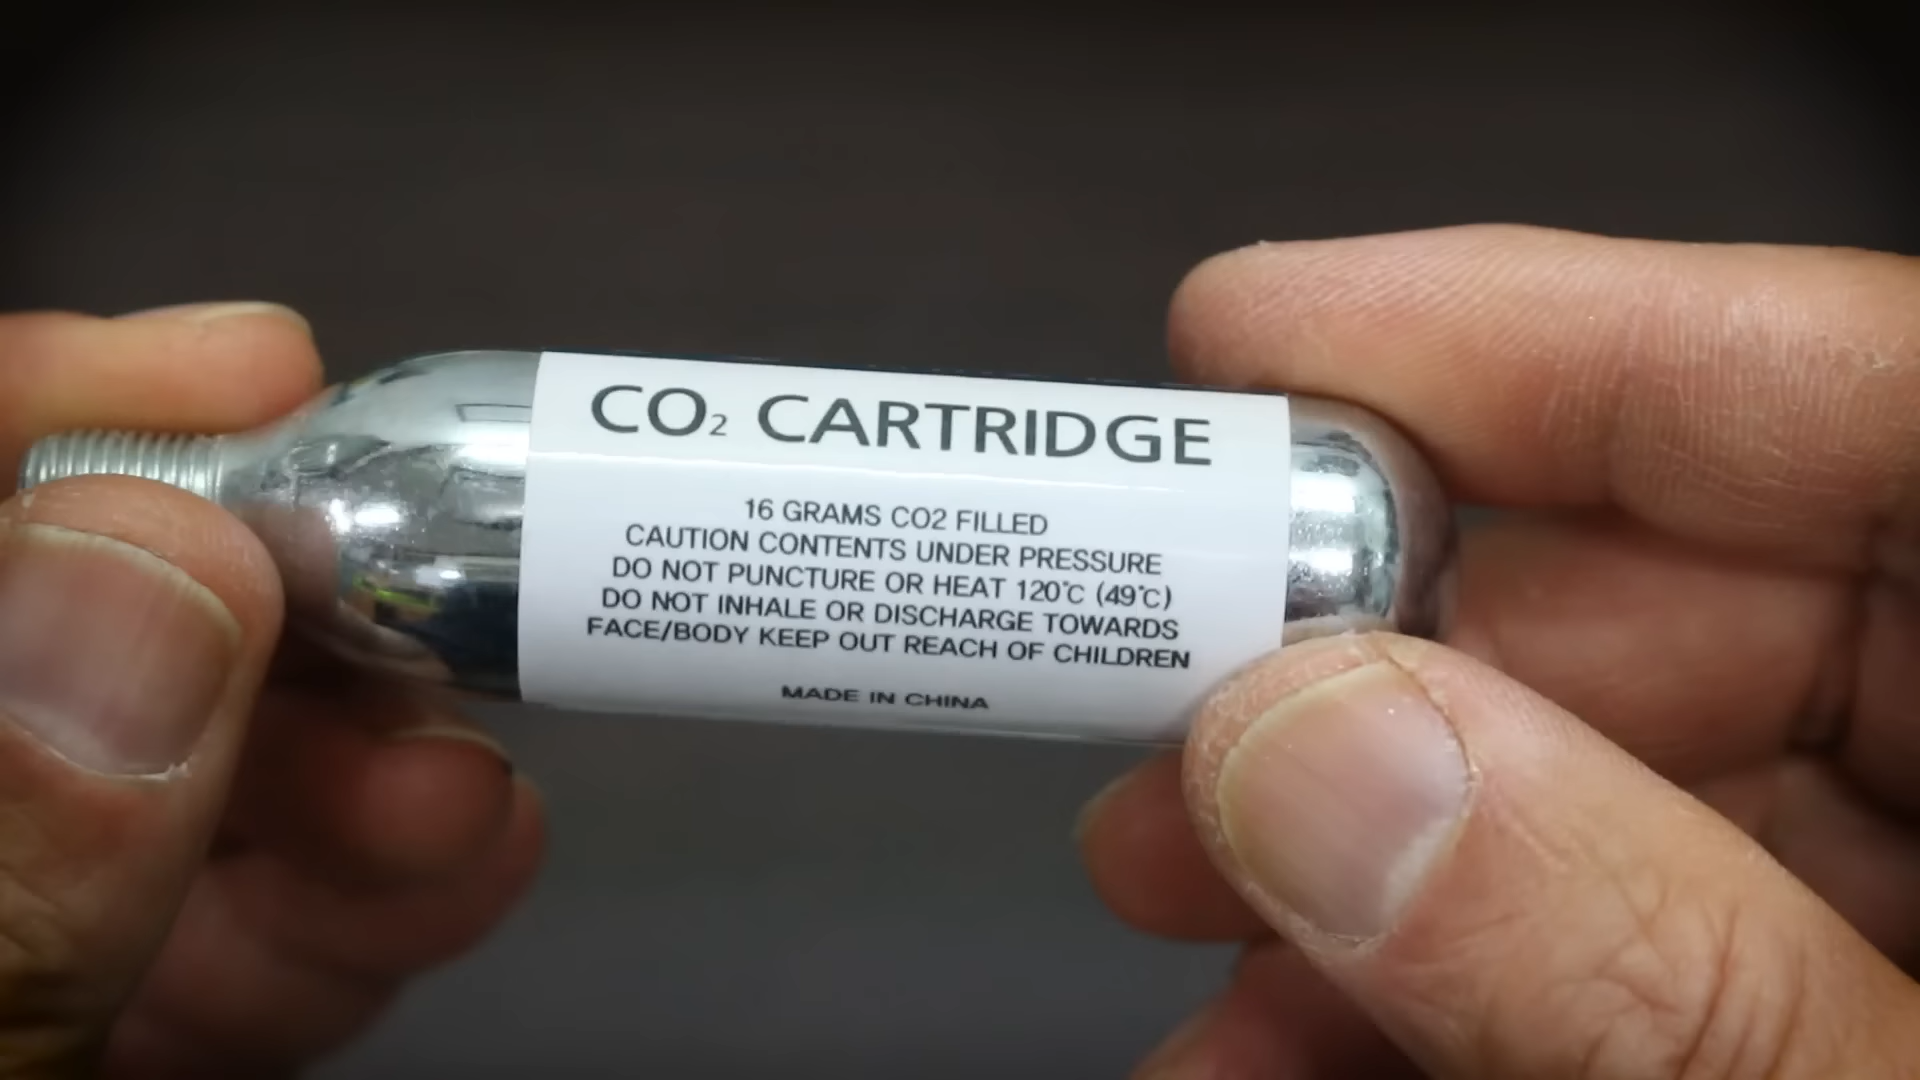 CO₂ CARTRIDGE
16 GRAMS CO2 FILLED
CAUTION CONTENTS UNDER PRESSURE
DO NOT PUNCTURE OR HEAT 120°C (49°C)
DO NOT INHALE OR DISCHARGE TOWARDS
FACE/BODY KEEP OUT REACH OF CHILDREN
MADE IN CHINA